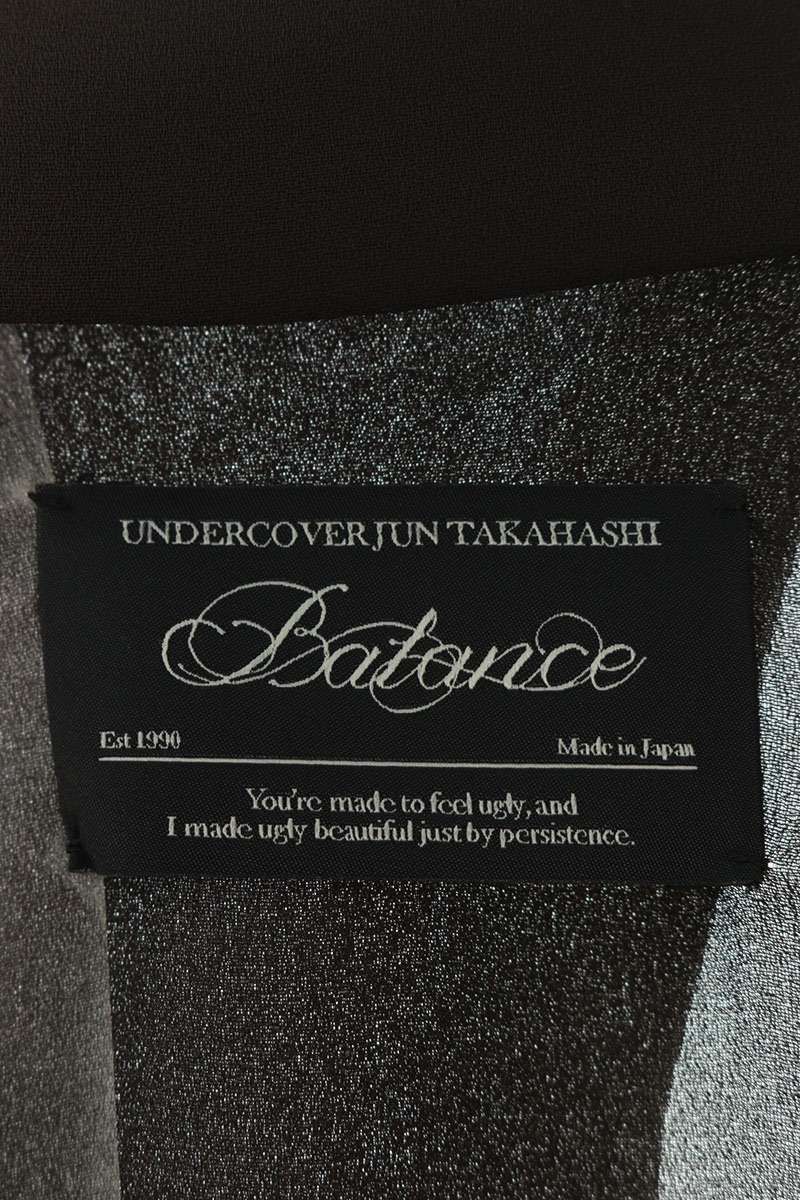 UNDERCOVER JUN TAKAHASHI
Balance
Est 1990
Made in Japan
You're made to feel ugly, and
I made ugly beautiful just by persistence.